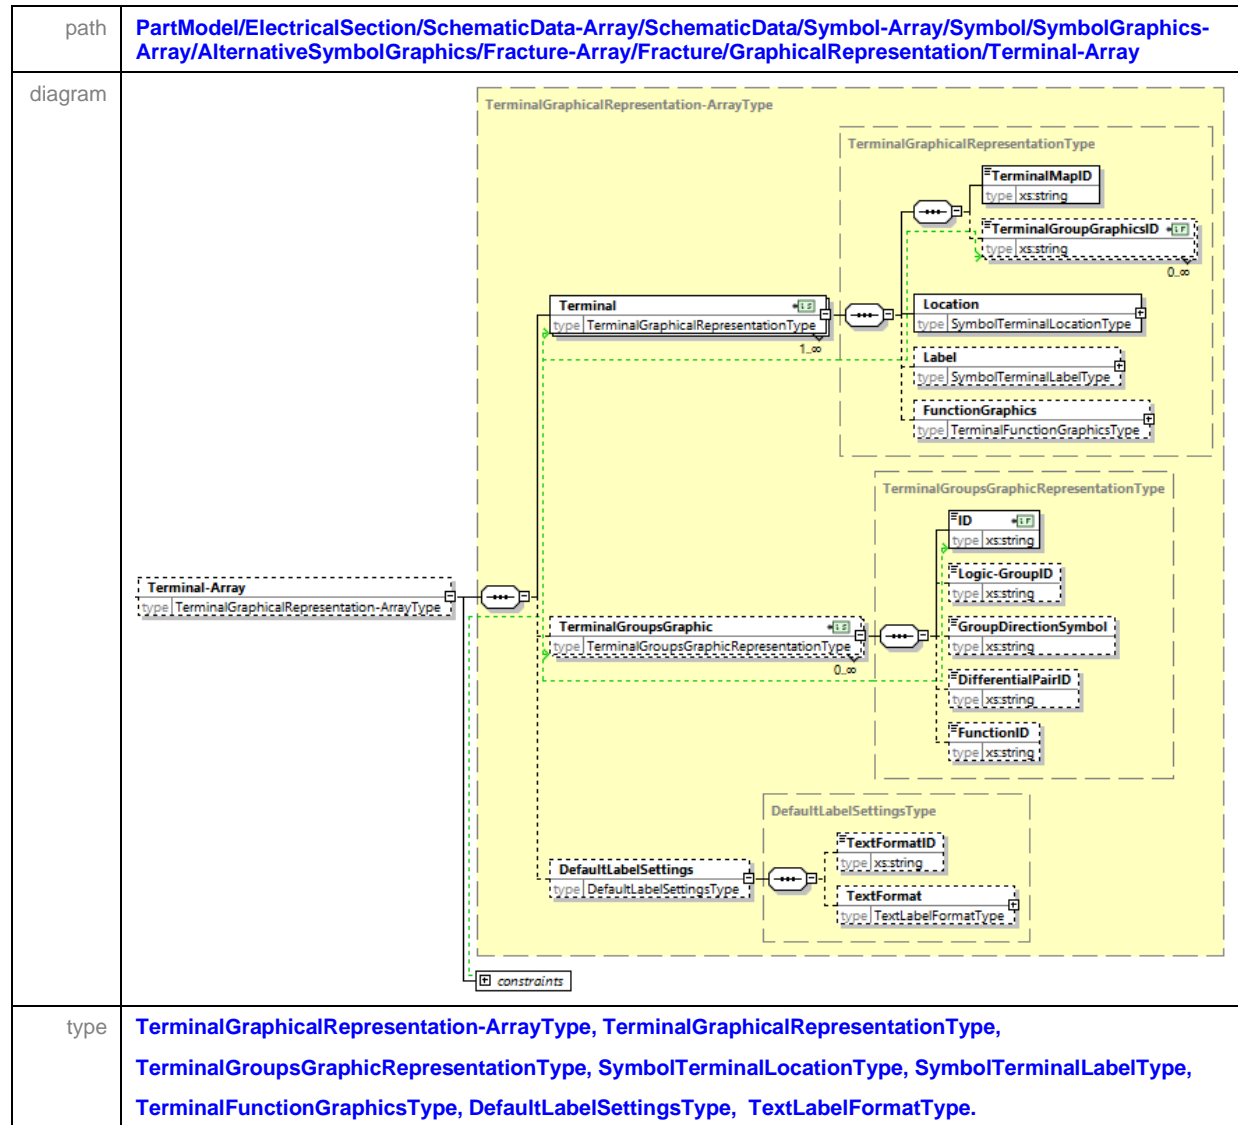 path
PartModel/ElectricalSection/SchematicData-Array/SchematicData/Symbol-Array/Symbol/SymbolGraphics-
Array/AlternativeSymbolGraphics/Fracture-Array/Fracture/GraphicalRepresentation/Terminal-Array
diagram
TerminalGraphicalRepresentation-ArrayType
TerminalGraphicalRepresentationType
TerminalMapID
type xs:string
TerminalGroupGraphicsID
type xs:string
0..∞
Terminal
type TerminalGraphicalRepresentationType
1..∞
Location
type SymbolTerminalLocationType
Label
type SymbolTerminalLabelType
FunctionGraphics
type TerminalFunctionGraphicsType
TerminalGroupsGraphicRepresentationType
ID
type xs:string
Logic-GroupID
type xs:string
Terminal-Array
type TerminalGraphicalRepresentation-ArrayType
TerminalGroupsGraphic
type TerminalGroupsGraphicRepresentationType
0..∞
GroupDirectionSymbol
type xs:string
DifferentialPairID
type xs:string
FunctionID
type xs:string
DefaultLabelSettingsType
TextFormatID
type xs:string
DefaultLabelSettings
type DefaultLabelSettingsType
TextFormat
type TextLabelFormatType
constraints
type
TerminalGraphicalRepresentation-ArrayType, TerminalGraphicalRepresentationType,
TerminalGroupsGraphicRepresentationType, SymbolTerminalLocationType, SymbolTerminalLabelType,
TerminalFunctionGraphicsType, DefaultLabelSettingsType, TextLabelFormatType.